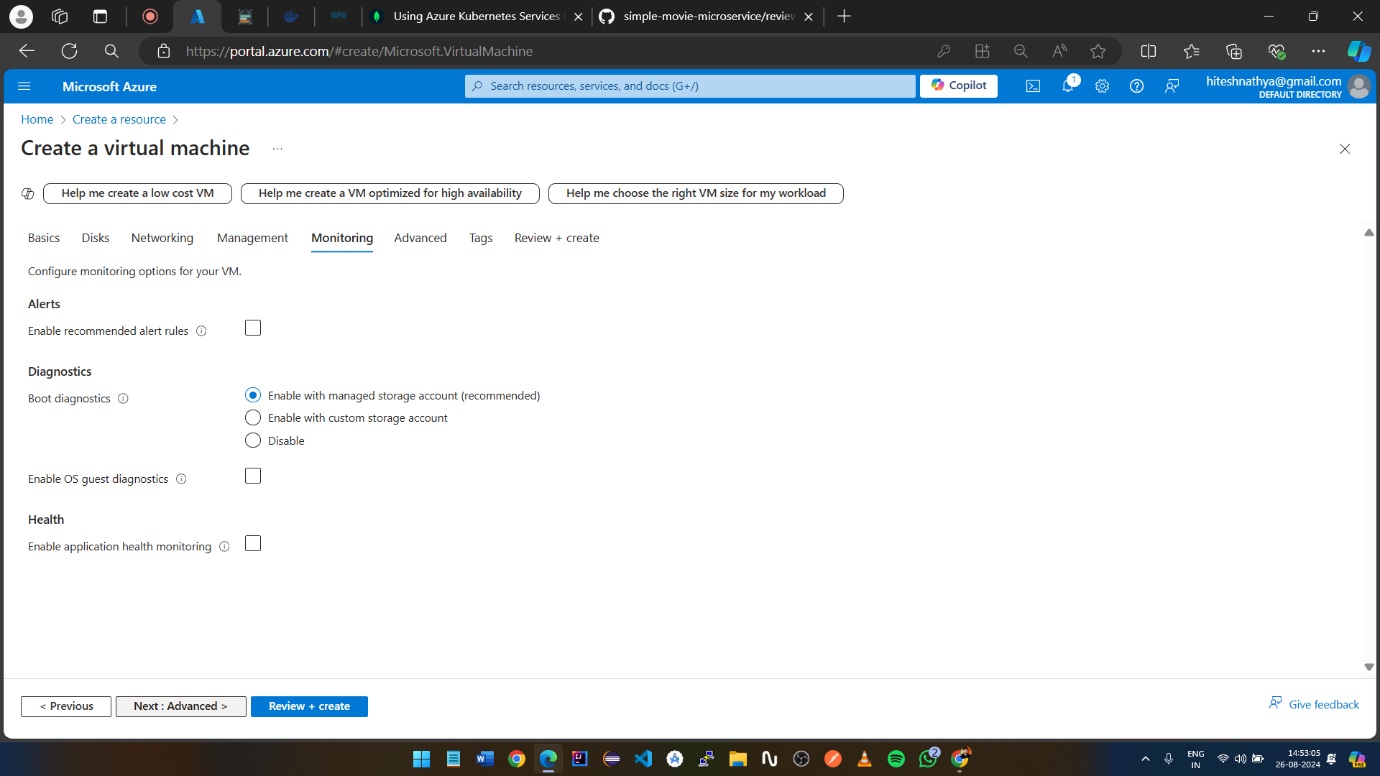 Using Azure Kubernetes Services
simple-movie-microservice/review
https://portal.azure.com/#create/Microsoft.VirtualMachine
Microsoft Azure
Search resources, services, and docs (G+/)
Copilot
1
hiteshnathya@gmail.com
DEFAULT DIRECTORY
Home > Create a resource >
Create a virtual machine
...
Help me create a low cost VM
Help me create a VM optimized for high availability
Help me choose the right VM size for my workload
Basics
Disks
Networking
Management
Monitoring
Advanced
Tags
Review + create
Configure monitoring options for your VM.
Alerts
Enable recommended alert rules
Diagnostics
Boot diagnostics
Enable with managed storage account (recommended)
Enable with custom storage account
Disable
Enable OS guest diagnostics
Health
Enable application health monitoring
< Previous
Next : Advanced >
Review + create
Give feedback
2
ENG
IN
14:53:05
26-08-2024